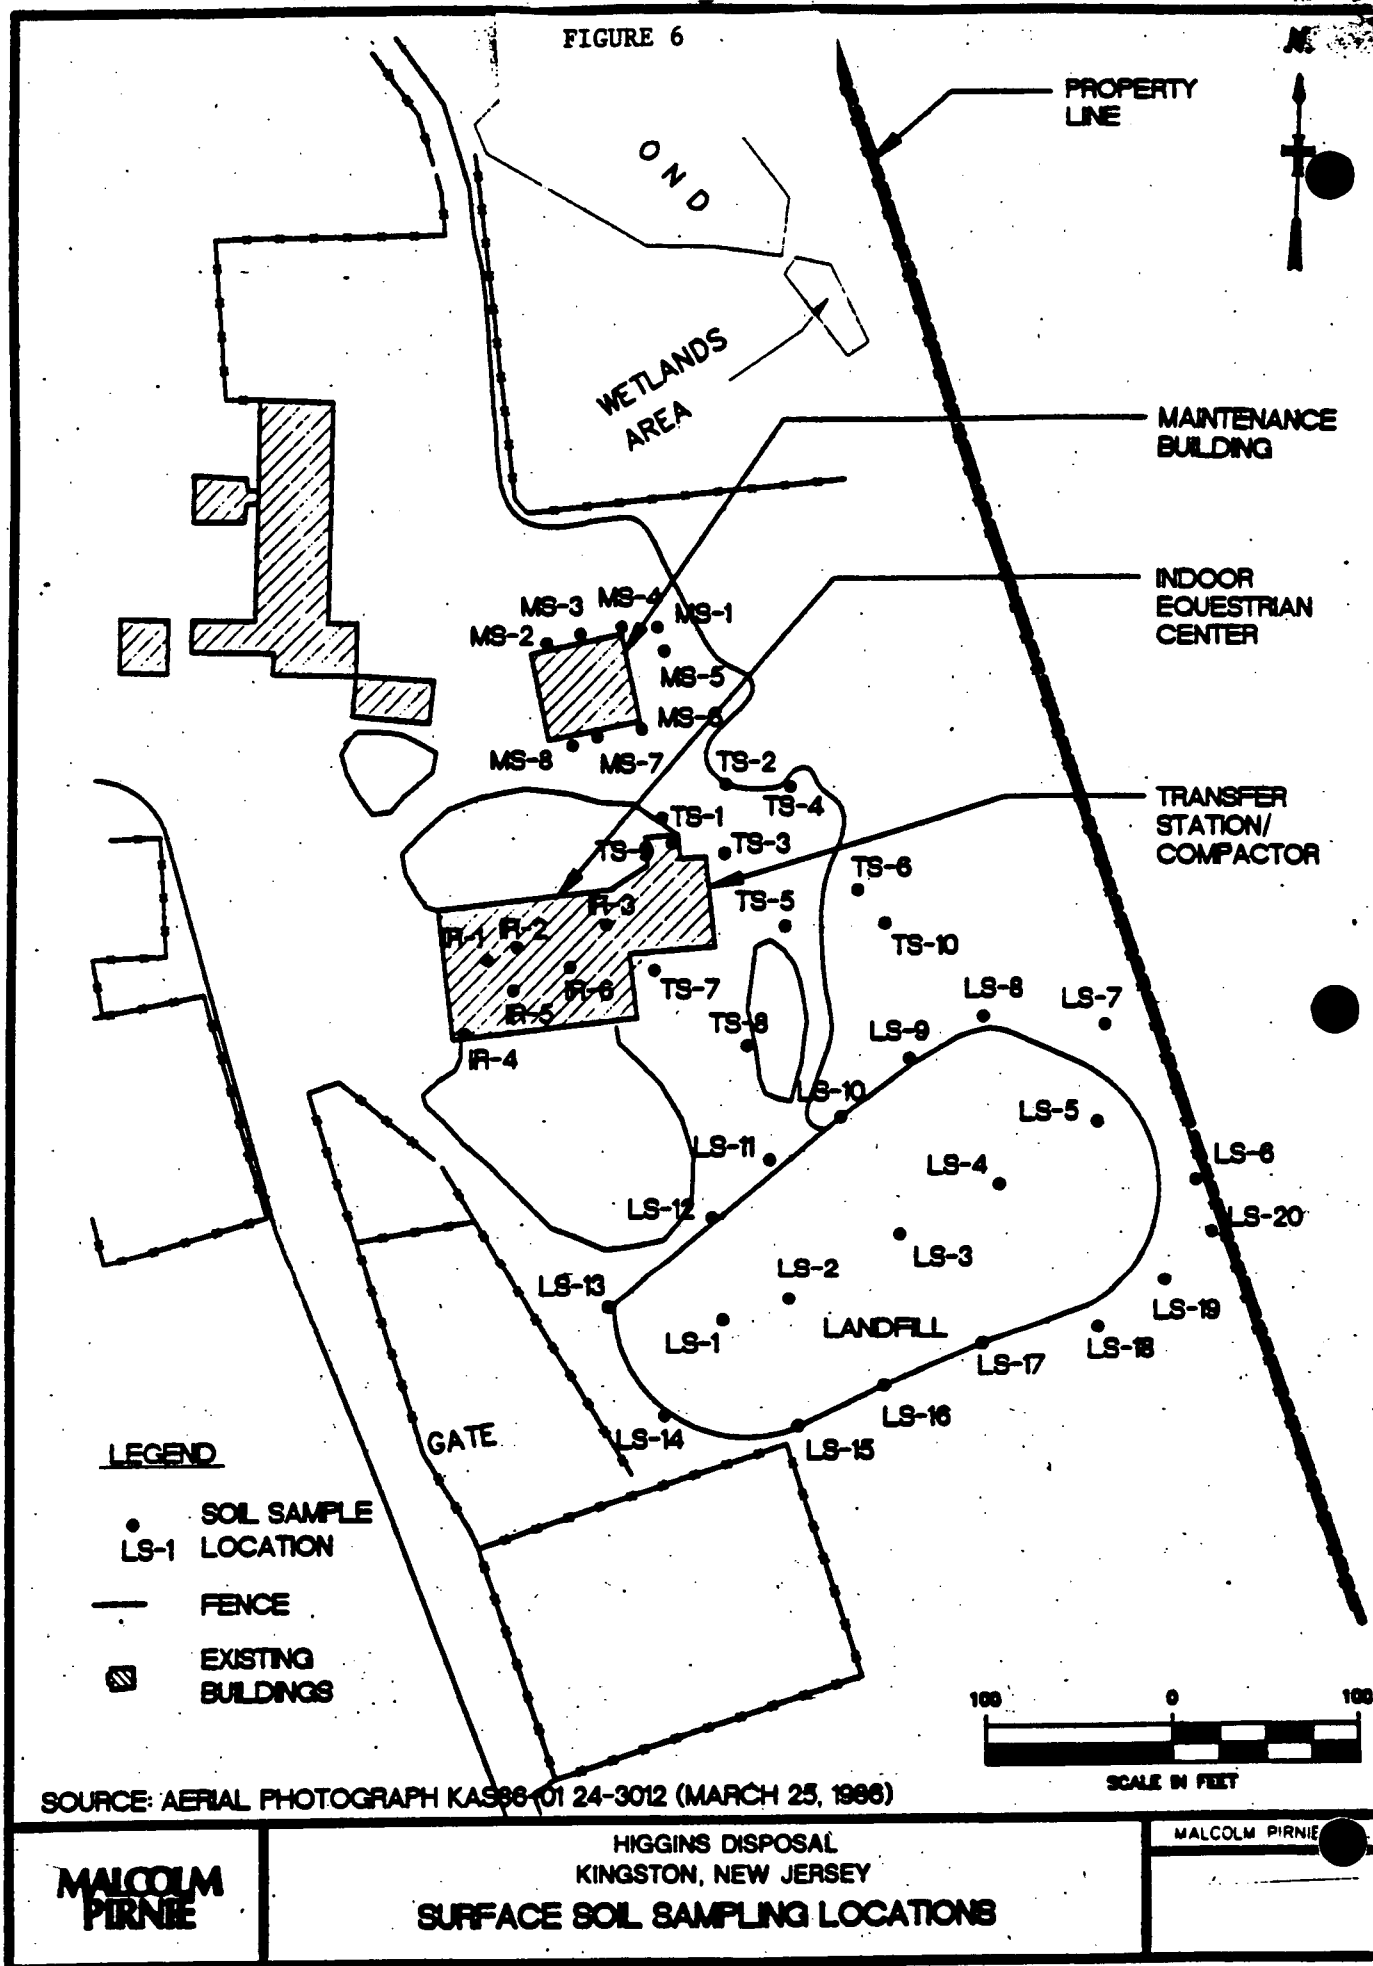 FIGURE 6
N
PROPERTY
LINE
OND
WETLANDS
AREA
MAINTENANCE
BUILDING
INDOOR
EQUESTRIAN
CENTER
MS-3
MS-4
MS-1
MS-2
MS-5
MS-6
MS-8
MS-7
TS-2
TS-4
TRANSFER
STATION/
COMPACTOR
TS-1
TS-3
TS-6
TS-5
TS-10
IR-3
IR-1
IR-2
IR-6
IR-5
IR-4
TS-7
TS-8
LS-8
LS-7
LS-9
LS-10
LS-5
LS-11
LS-4
LS-6
LS-12
LS-20
LS-3
LS-13
LS-2
LS-19
LS-1
LANDFILL
LS-18
LS-17
LS-16
LS-14
LS-15
GATE
LEGEND
SOIL SAMPLE
LS-1 LOCATION
FENCE
EXISTING
BUILDINGS
100 0 100
SCALE IN FEET
SOURCE: AERIAL PHOTOGRAPH KAS86-01 24-3012 (MARCH 25, 1986)
MALCOLM
PIRNIE
HIGGINS DISPOSAL
KINGSTON, NEW JERSEY
SURFACE SOIL SAMPLING LOCATIONS
MALCOLM PIRNIE